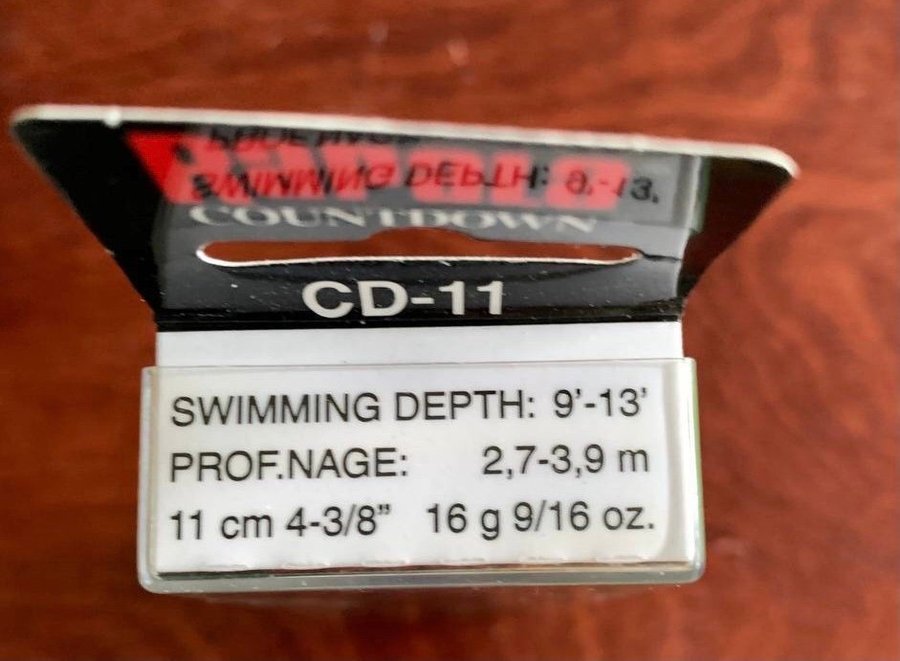 COUNTDOWN
CD-11
SWIMMING DEPTH: 9'-13'
PROF.NAGE: 2,7-3,9 m
11 cm 4-3/8” 16 g 9/16 oz.